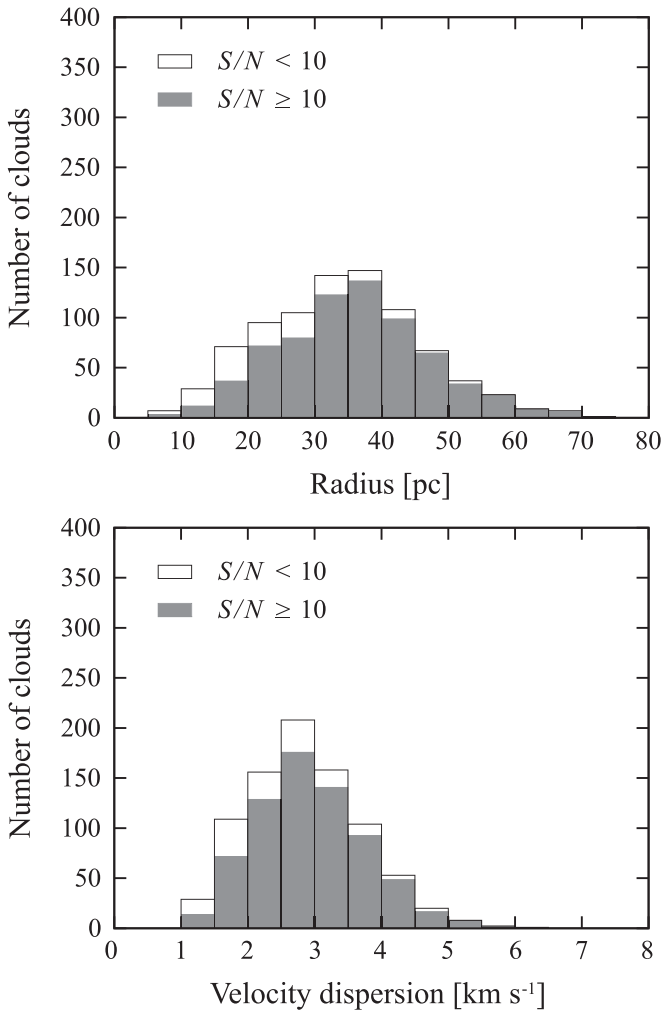 400
350
300
250
200
150
100
50
0
Number of clouds
S/N < 10
S/N ≥ 10
0 10 20 30 40 50 60 70 80
Radius [pc]
400
350
300
250
200
150
100
50
0
Number of clouds
S/N < 10
S/N ≥ 10
0 1 2 3 4 5 6 7 8
Velocity dispersion [km s⁻¹]